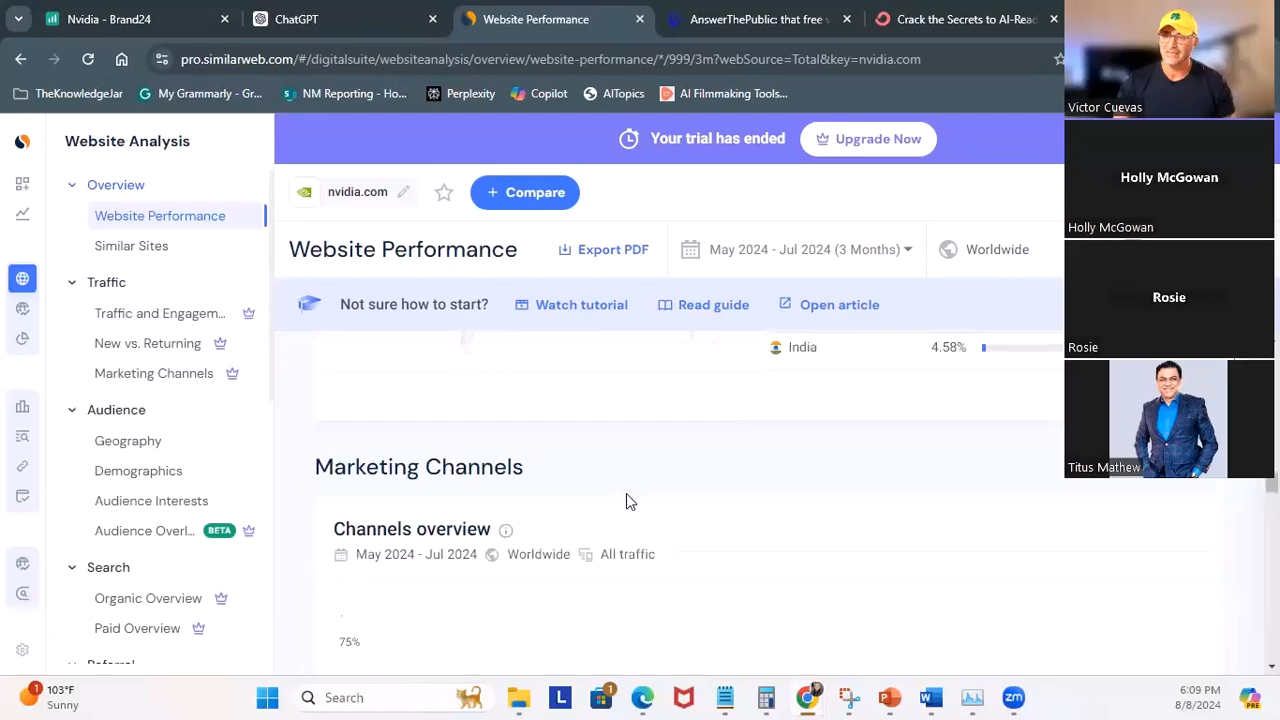 Nvidia - Brand24
ChatGPT
Website Performance
AnswerThePublic that free v
Crack the Secrets to AI-Read
pro.similarweb.com/#/digitalsuite/websiteanalysis/overview/website-performance/*/999/3m?webSource=Total&key=nvidia.com
TheKnowledgeJar
My Grammarly - Gr...
NM Reporting - Ho...
Perplexity
Copilot
AITopics
AI Filmmaking Tools...
Website Analysis
Overview
Website Performance
Similar Sites
Traffic
Traffic and Engagem...
New vs. Returning
Marketing Channels
Audience
Geography
Demographics
Audience Interests
Audience Overl... BETA
Search
Organic Overview
Paid Overview
Referral
Your trial has ended
Upgrade Now
nvidia.com
+ Compare
Website Performance
Export PDF
May 2024 - Jul 2024 (3 Months)
Worldwide
Not sure how to start?
Watch tutorial
Read guide
Open article
India 4.58%
Marketing Channels
Channels overview
May 2024 - Jul 2024 Worldwide All traffic
75%
Victor Cuevas
Holly McGowan
Holly McGowan
Rosie
Rosie
Titus Mathew
1
103°F
Sunny
Search
L
1
W
zm
6:09 PM
8/8/2024
PRE